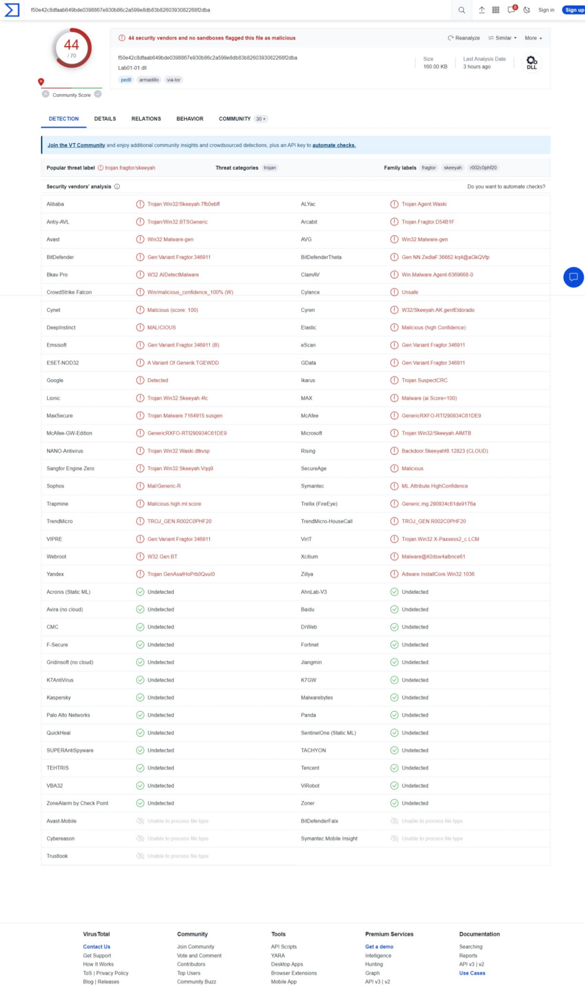 f50e42c8dfaab649bde0398867e930b86c2a599e8db83b8260393082268f2dba
8
Sign in
Sign up
44
/ 70
44 security vendors and no sandboxes flagged this file as malicious
Reanalyze
Similar
More
f50e42c8dfaab649bde0398867e930b86c2a599e8db83b8260393082268f2dba
Lab01-01.dll
pedll armadillo via-tor
Size
160.00 KB
Last Analysis Date
3 hours ago
DLL
Community Score
DETECTION DETAILS RELATIONS BEHAVIOR COMMUNITY 30 +
Join the VT Community and enjoy additional community insights and crowdsourced detections, plus an API key to automate checks.
Popular threat label trojan.fragtor/skeeyah Threat categories trojan Family labels fragtor skeeyah r002c0phf20
Security vendors' analysis Do you want to automate checks?
Alibaba Trojan:Win32/Skeeyah.7fb0ebff ALYac Trojan.Agent.Waski
Antiy-AVL Trojan/Win32.BTSGeneric Arcabit Trojan.Fragtor.D54B1F
Avast Win32:Malware-gen AVG Win32:Malware-gen
BitDefender Gen:Variant.Fragtor.346911 BitDefenderTheta Gen:NN.ZedlaF.36662.kq4@aGkQVtp
Bkav Pro W32.AIDetectMalware ClamAV Win.Malware.Agent-6369668-0
CrowdStrike Falcon Win/malicious_confidence_100% (W) Cylance Unsafe
Cynet Malicious (score: 100) Cyren W32/Skeeyah.AK.gen!Eldorado
DeepInstinct MALICIOUS Elastic Malicious (high Confidence)
Emsisoft Gen:Variant.Fragtor.346911 (B) eScan Gen:Variant.Fragtor.346911
ESET-NOD32 A Variant Of Generik.TGEWDD GData Gen:Variant.Fragtor.346911
Google Detected Ikarus Trojan.SuspectCRC
Lionic Trojan.Win32.Skeeyah.4!c MAX Malware (ai Score=100)
MaxSecure Trojan.Malware.7164915.susgen McAfee GenericRXFO-RT!290934C61DE9
McAfee-GW-Edition GenericRXFO-RT!290934C61DE9 Microsoft Trojan:Win32/Skeeyah.A!MTB
NANO-Antivirus Trojan.Win32.Waski.dtkvsp Rising Backdoor.Skeeyah!8.12823 (CLOUD)
Sangfor Engine Zero Trojan.Win32.Skeeyah.Vqq9 SecureAge Malicious
Sophos Mal/Generic-R Symantec ML.Attribute.HighConfidence
Trapmine Malicious.high.ml.score Trellix (FireEye) Generic.mg.290934c61de9176a
TrendMicro TROJ_GEN.R002C0PHF20 TrendMicro-HouseCall TROJ_GEN.R002C0PHF20
VIPRE Gen:Variant.Fragtor.346911 VirIT Trojan.Win32.X-Paxxess2_c.LCM
Webroot W32.Gen.BT Xcitium Malware@#2dsw4albnce61
Yandex Zillya Adware.InstallCore.Win32.1036
Acronis (Static ML) Undetected AhnLab-V3 Undetected
Avira (no cloud) Undetected Baidu Undetected
CMC Undetected DrWeb Undetected
F-Secure Undetected Fortinet Undetected
Gridinsoft (no cloud) Undetected Jiangmin Undetected
K7AntiVirus Undetected K7GW Undetected
Kaspersky Undetected Malwarebytes Undetected
Palo Alto Networks Undetected Panda Undetected
QuickHeal Undetected SentinelOne (Static ML) Undetected
SUPERAntiSpyware Undetected TACHYON Undetected
TEHTRIS Undetected Tencent Undetected
VBA32 Undetected ViRobot Undetected
ZoneAlarm by Check Point Undetected Zoner Undetected
Avast-Mobile Unable to process file type BitDefenderFalx Unable to process file type
Cybereason Unable to process file type Symantec Mobile Insight Unable to process file type
Trustlook Unable to process file type
VirusTotal Community Tools Premium Services Documentation
Contact Us Join Community API Scripts Get a demo Searching
Get Support Vote and Comment YARA Intelligence Reports
How It Works Contributors Desktop Apps Hunting API v3 | v2
ToS | Privacy Policy Top Users Browser Extensions Graph Use Cases
Blog | Releases Community Buzz Mobile App API v3 | v2